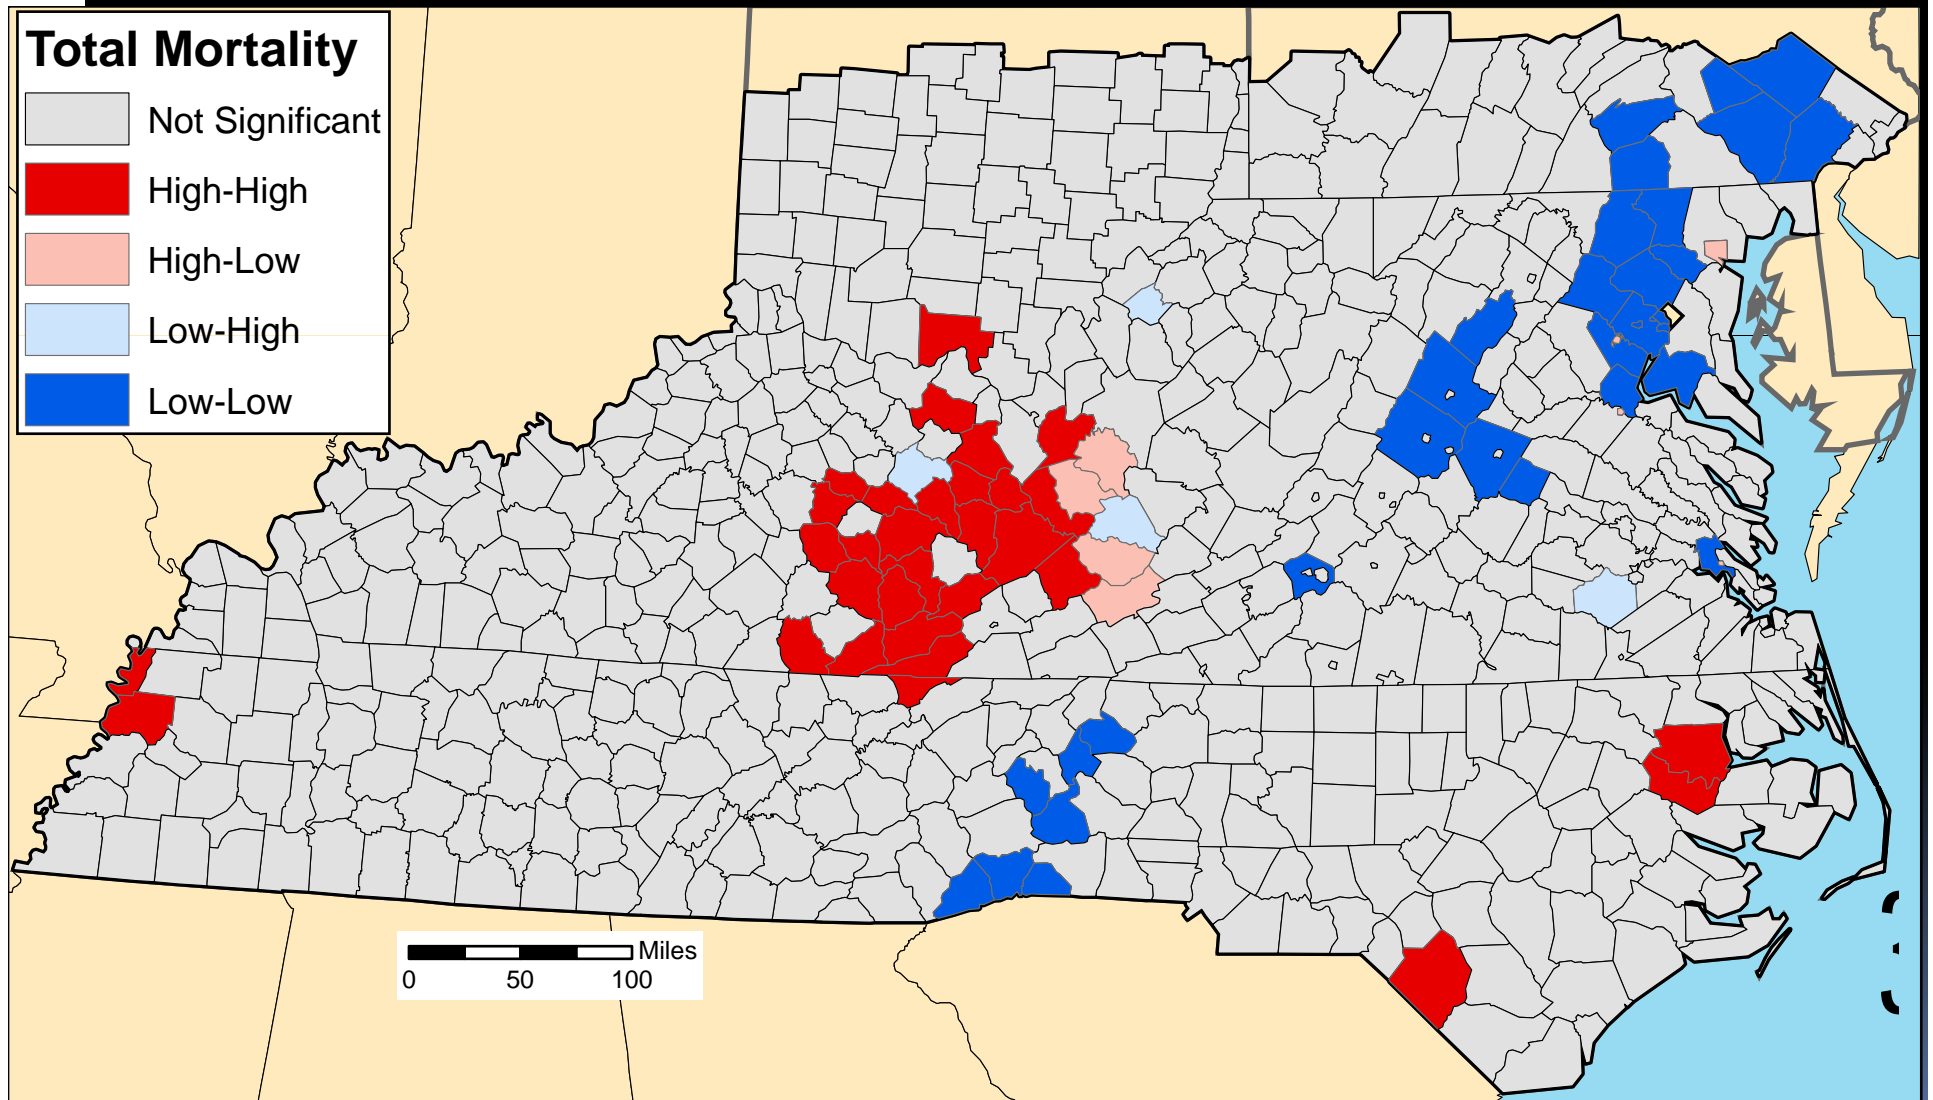 Total Mortality
Not Significant
High-High
High-Low
Low-High
Low-Low
Miles
0 50 100